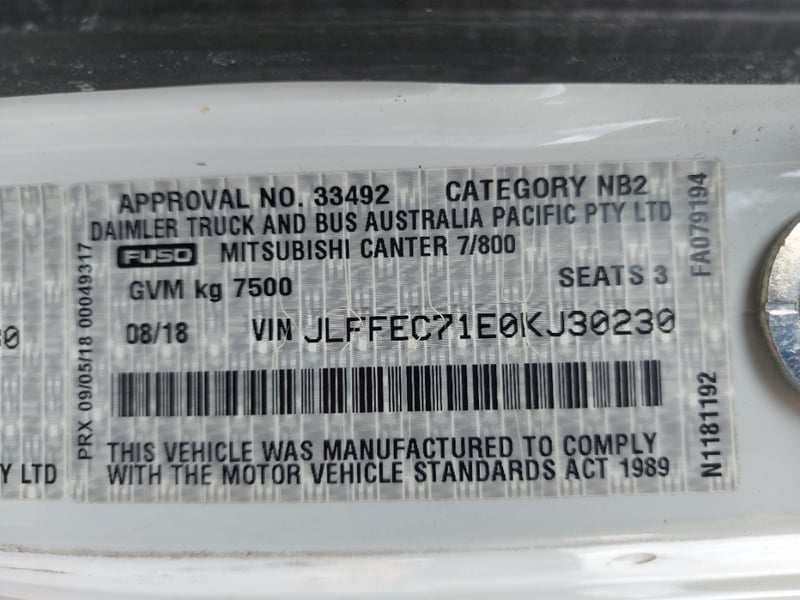 APPROVAL NO. 33492 CATEGORY NB2
DAIMLER TRUCK AND BUS AUSTRALIA PACIFIC PTY LTD
FUSO MITSUBISHI CANTER 7/800
GVM kg 7500 SEATS 3
08/18 VIN JLFFEC71E0KJ30230
THIS VEHICLE WAS MANUFACTURED TO COMPLY
WITH THE MOTOR VEHICLE STANDARDS ACT 1989
PRX 09/05/18 00049317
FA079194
N1181192
0
Y LTD